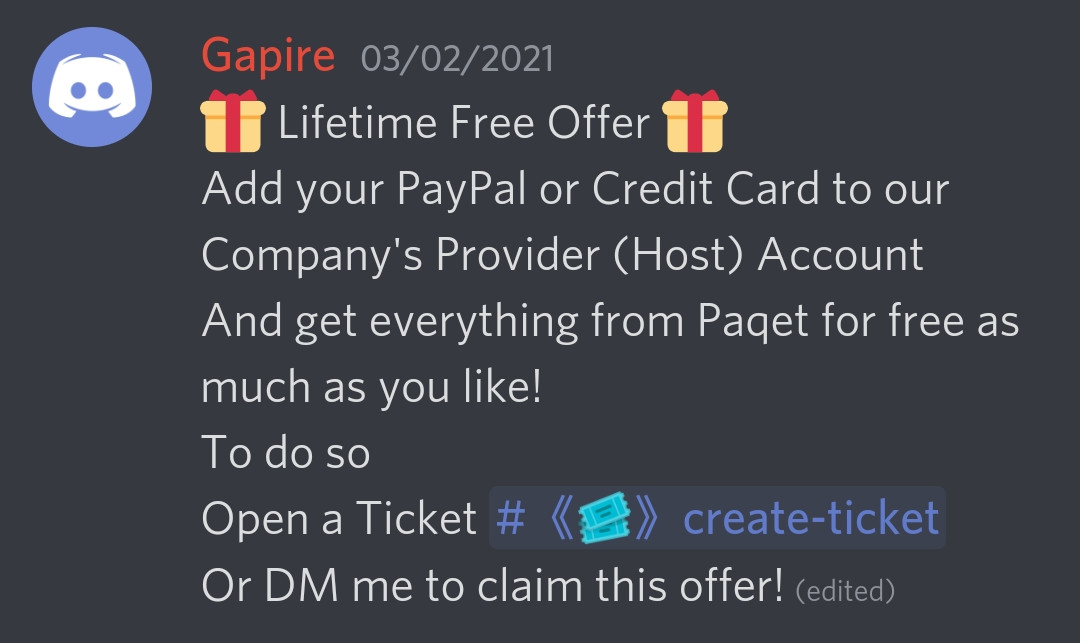 Gapire 03/02/2021
🎁 Lifetime Free Offer 🎁
Add your PayPal or Credit Card to our
Company's Provider (Host) Account
And get everything from Paqet for free as
much as you like!
To do so
Open a Ticket #《🎟》create-ticket
Or DM me to claim this offer! (edited)